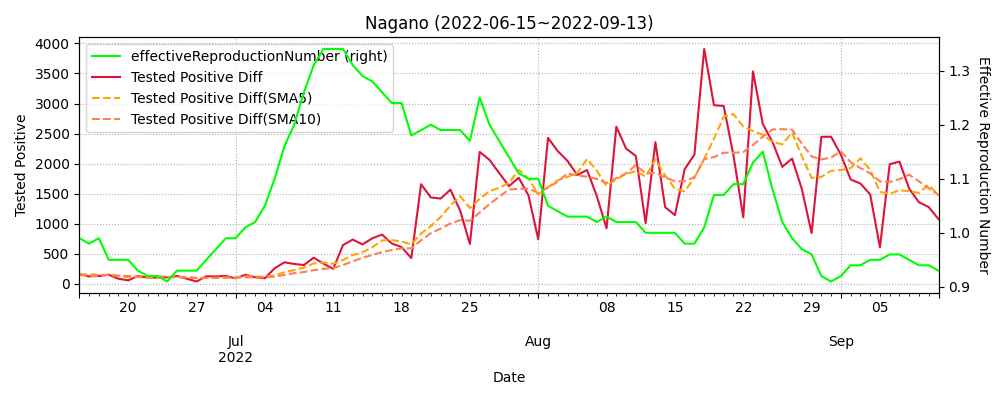 Nagano (2022-06-15~2022-09-13)
effectiveReproductionNumber (right)
Tested Positive Diff
Tested Positive Diff(SMA5)
Tested Positive Diff(SMA10)
Tested Positive
4000
3500
3000
2500
2000
1500
1000
500
0
1.3
1.2
1.1
1.0
0.9
Effective Reproduction Number
20 27 04 11 18 25 08 15 22 29 05
Jul Aug Sep
2022
Date